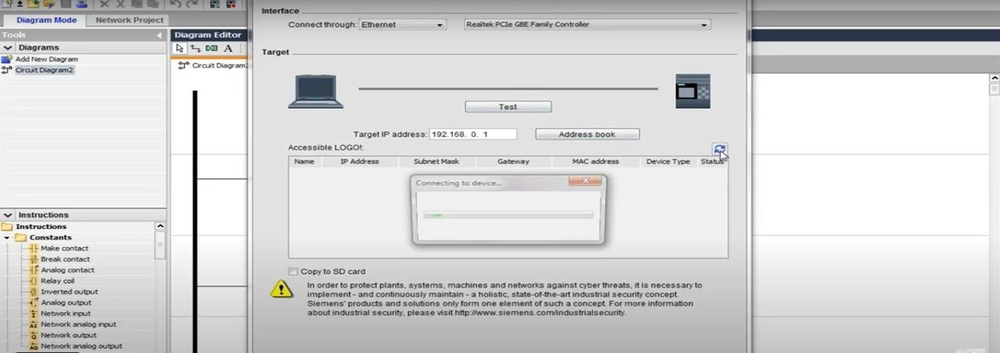 Interface
Connect through: Ethernet
Realtek PCIe GBE Family Controller
Diagram Mode
Network Project
Tools
Diagram Editor
Target
Diagrams
Add New Diagram
A
Circuit Diagram2
Circuit Diagram
Test
Target IP address: 192.168. 0. 1
Address book
Accessible LOGO!:
Name
IP Address
Subnet Mask
Gateway
MAC address
Device Type
Status
Connecting to device...
Instructions
Instructions
Constants
Make contact
Break contact
Analog contact
Relay coil
Inverted output
Analog output
I Network input
AI Network analog input
Q Network output
AQ Network analog output
Copy to SD card
In order to protect plants, systems, machines and networks against cyber threats, it is necessary to
implement - and continuously maintain - a holistic, state-of-the-art industrial security concept.
Siemens' products and solutions only form one element of such a concept. For more information
about industrial security, please visit http://www.siemens.com/industrialsecurity.